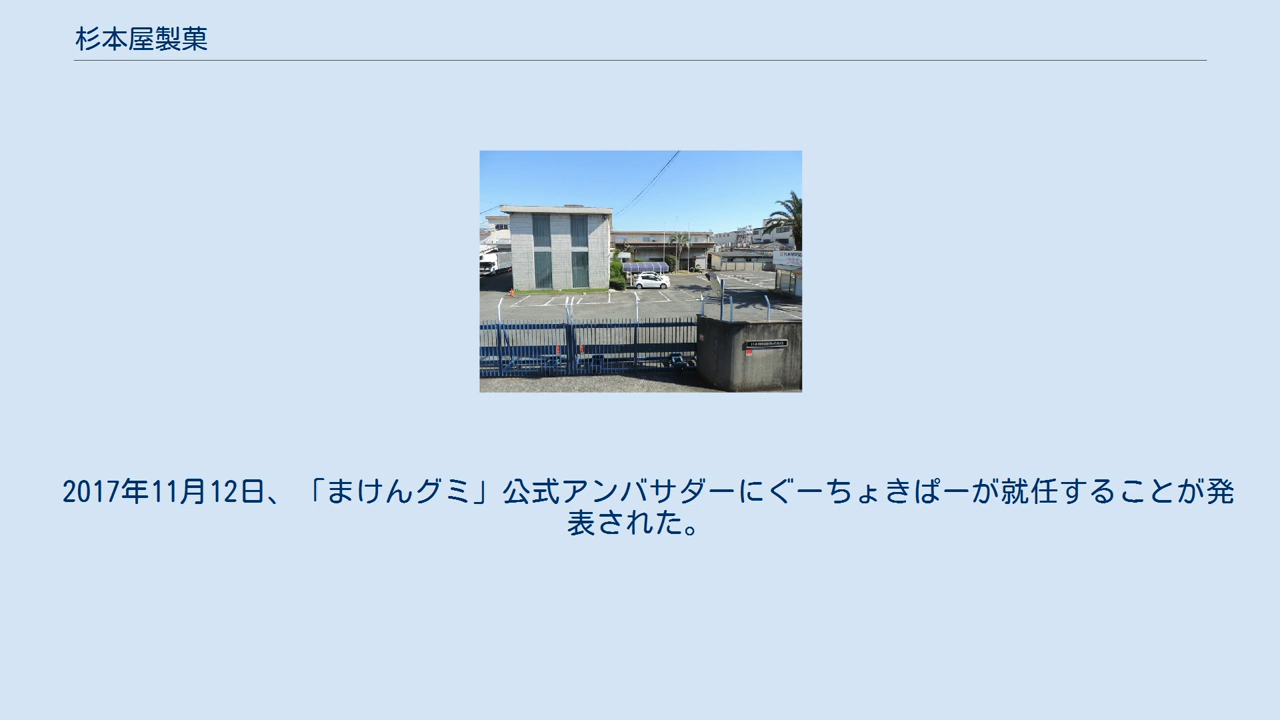 杉本屋製菓
2017年11月12日、「まけんグミ」公式アンバサダーにぐーちょきぱーが就任することが発
表された。